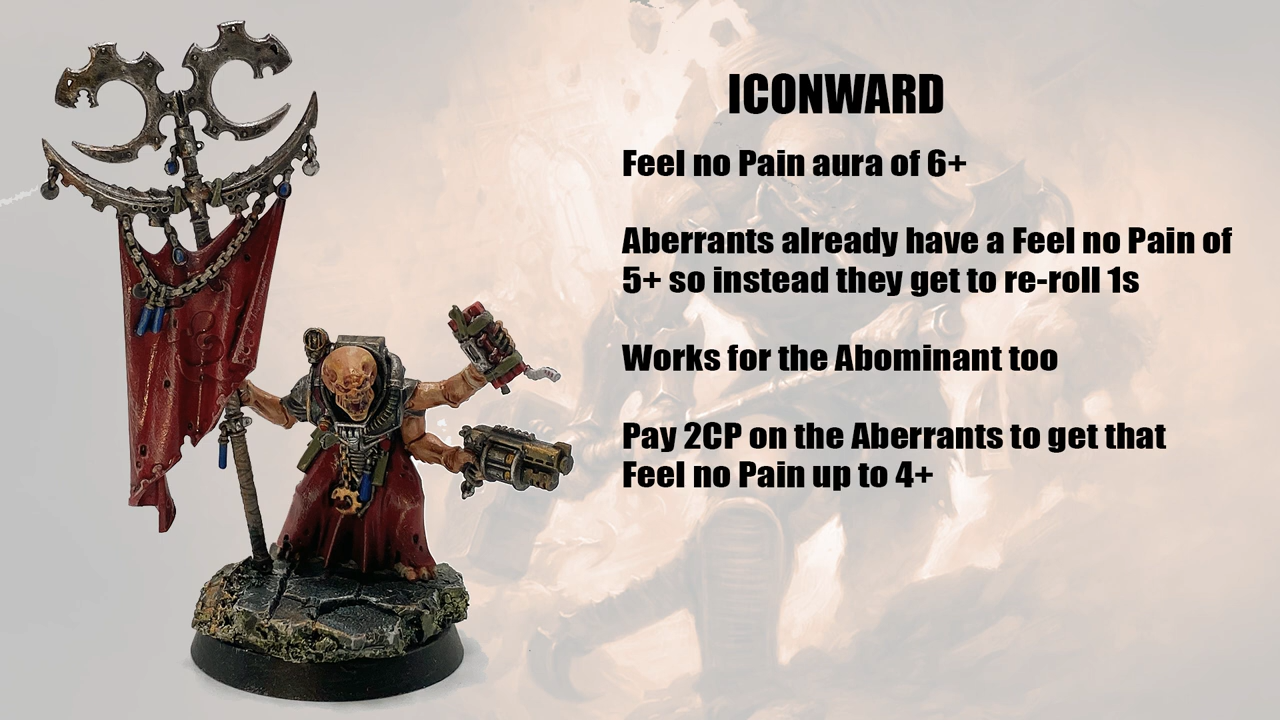 ICONWARD
Feel no Pain aura of 6+
Aberrants already have a Feel no Pain of
5+ so instead they get to re-roll 1s
Works for the Abominant too
Pay 2CP on the Aberrants to get that
Feel no Pain up to 4+